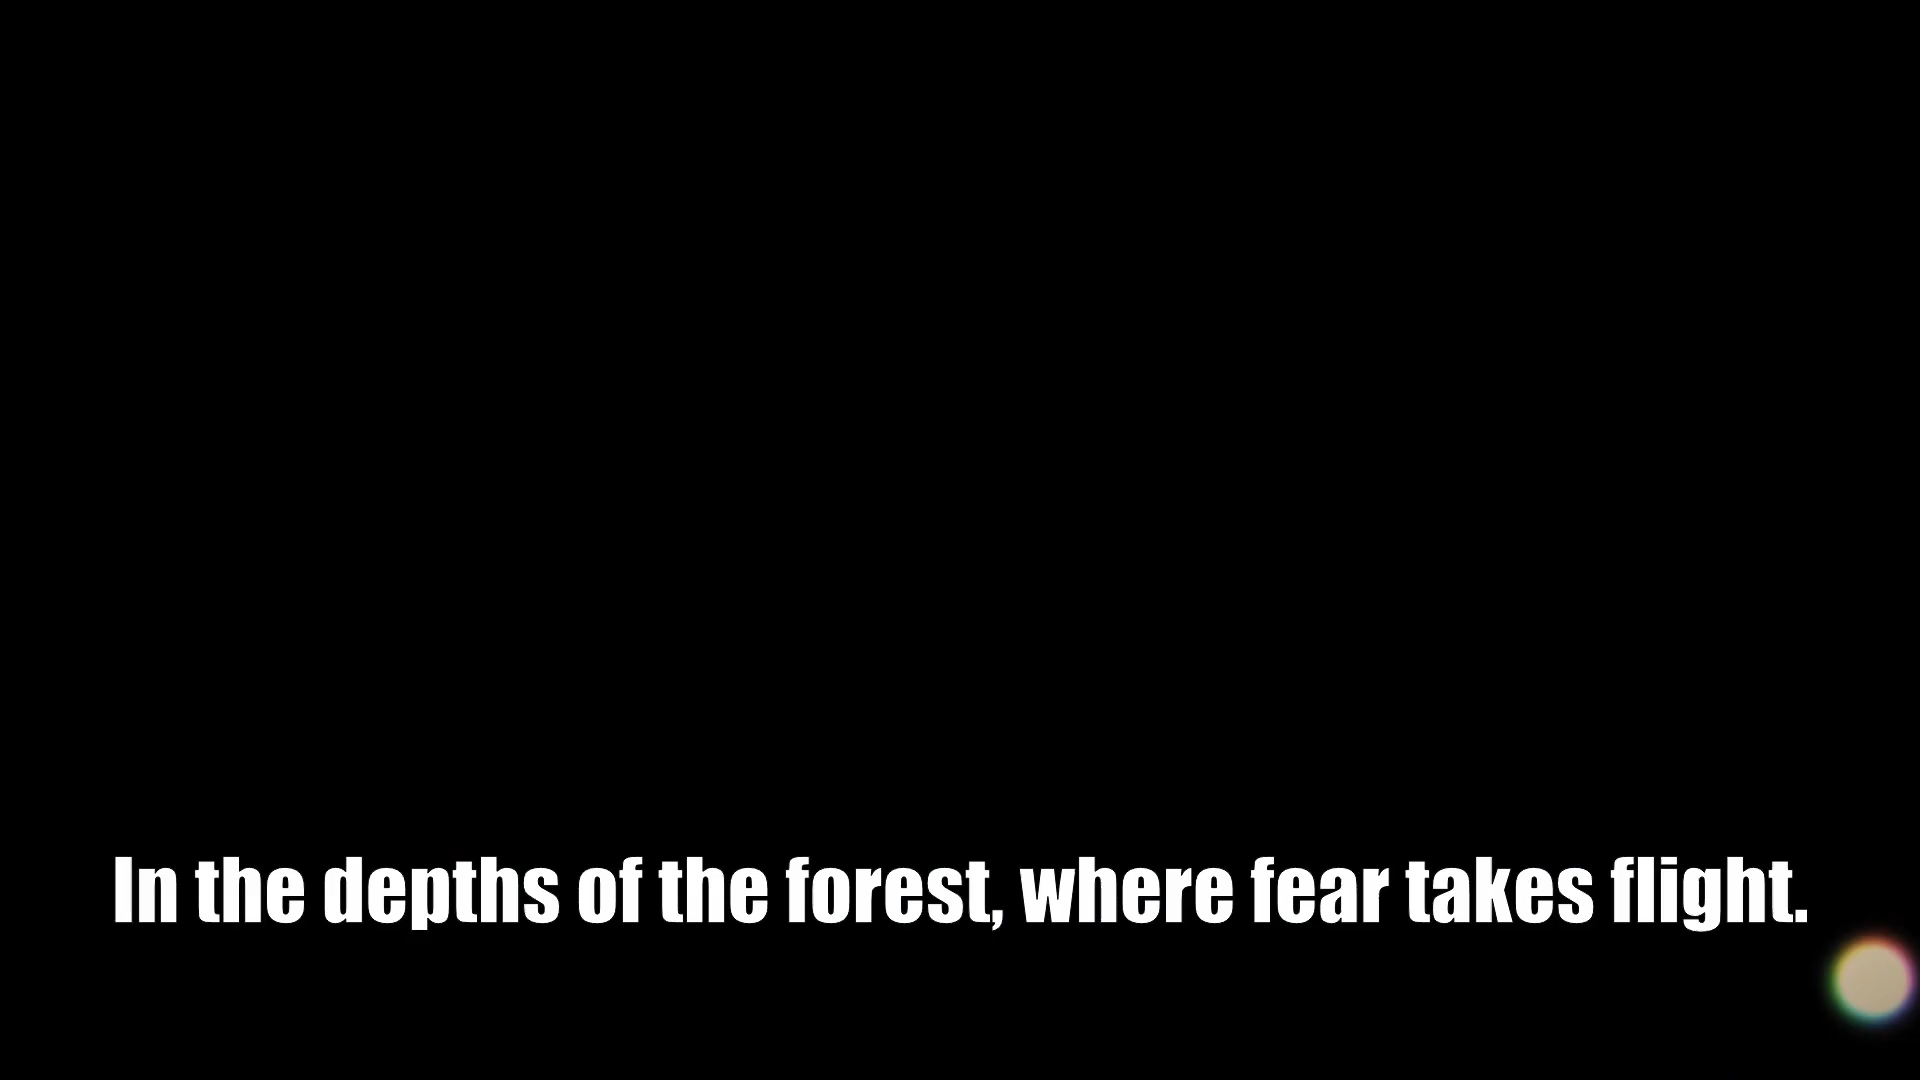 In the depths of the forest, where fear takes flight.